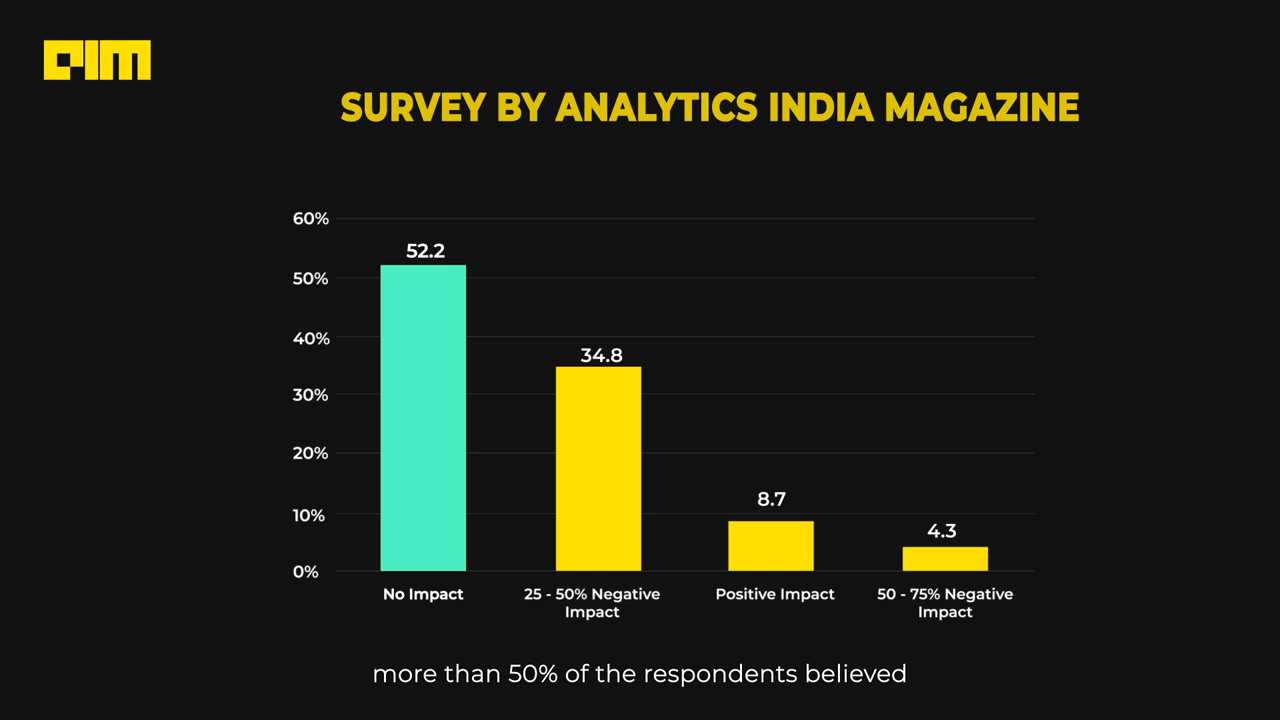 aim
SURVEY BY ANALYTICS INDIA MAGAZINE
60%
50%
40%
30%
20%
10%
0%
52.2
34.8
8.7
4.3
No Impact
25 - 50% Negative
Impact
Positive Impact
50 - 75% Negative
Impact
more than 50% of the respondents believed